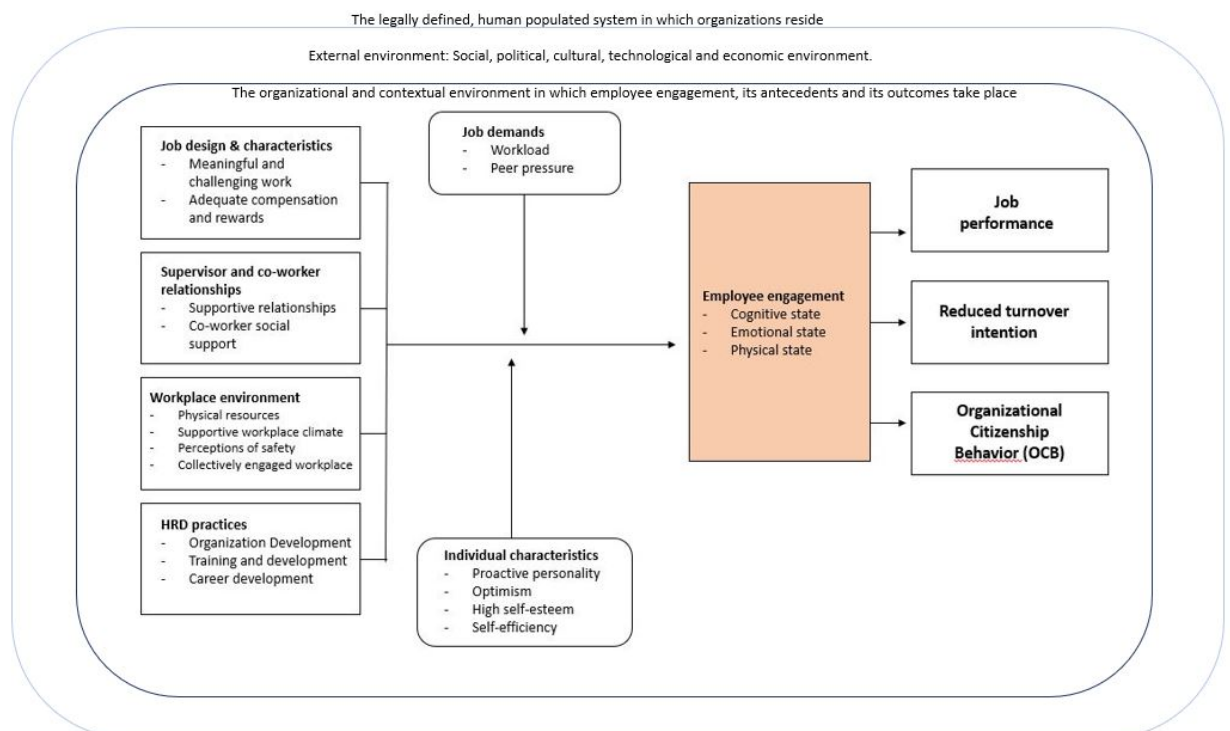 The legally defined, human populated system in which organizations reside
External environment: Social, political, cultural, technological and economic environment.
The organizational and contextual environment in which employee engagement, its antecedents and its outcomes take place
Job design & characteristics
- Meaningful and
challenging work
- Adequate compensation
and rewards
Supervisor and co-worker
relationships
- Supportive relationships
- Co-worker social
support
Workplace environment
- Physical resources
- Supportive workplace climate
- Perceptions of safety
- Collectively engaged workplace
HRD practices
- Organization Development
- Training and development
- Career development
Job demands
- Workload
- Peer pressure
Individual characteristics
- Proactive personality
- Optimism
- High self-esteem
- Self-efficiency
Employee engagement
- Cognitive state
- Emotional state
- Physical state
Job
performance
Reduced turnover
intention
Organizational
Citizenship
Behavior (OCB)